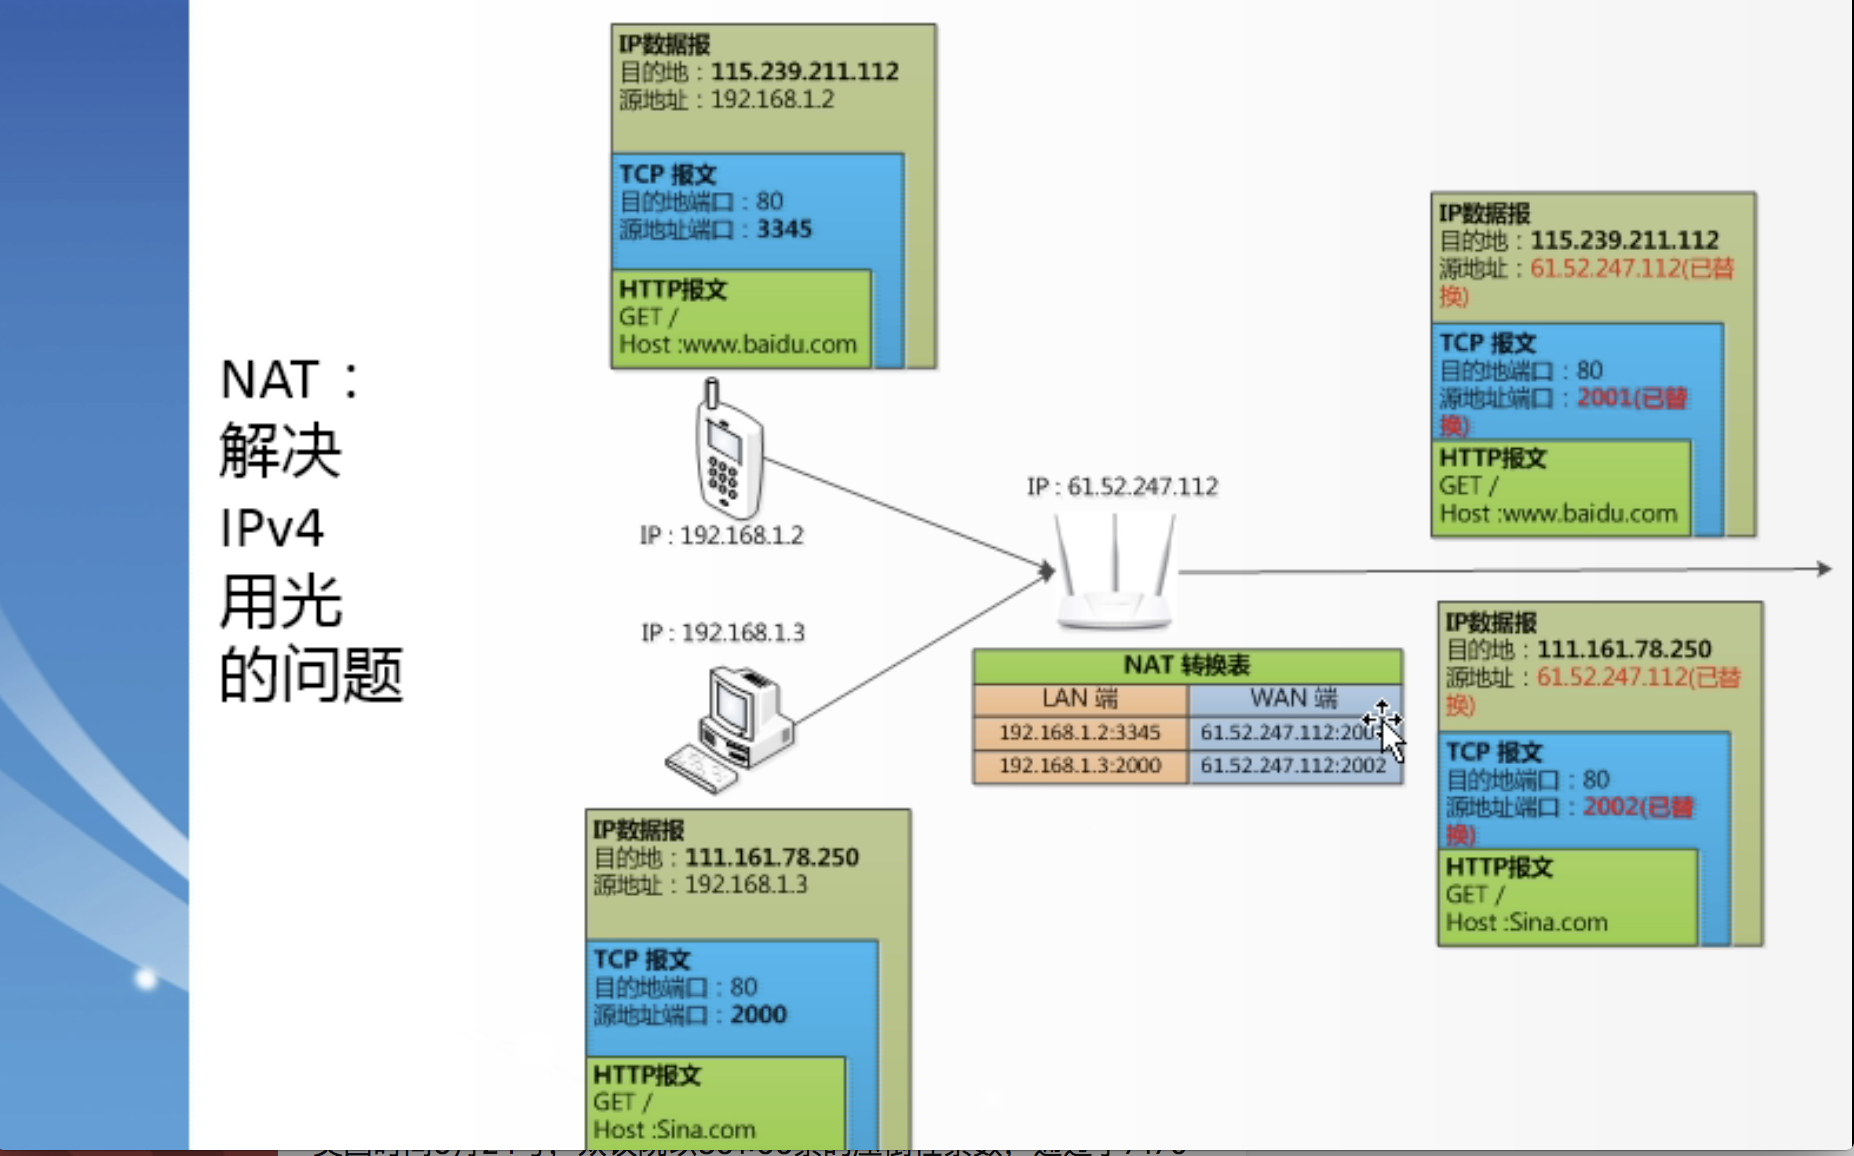 NAT：
解决
IPv4
用光
的问题
IP数据报
目的地：115.239.211.112
源地址：192.168.1.2
TCP 报文
目的地端口：80
源地址端口：3345
HTTP报文
GET /
Host :www.baidu.com
IP : 192.168.1.2
IP : 192.168.1.3
IP数据报
目的地：111.161.78.250
源地址：192.168.1.3
TCP 报文
目的地端口：80
源地址端口：2000
HTTP报文
GET /
Host :Sina.com
IP : 61.52.247.112
NAT 转换表
LAN 端 WAN 端
192.168.1.2:3345
192.168.1.3:2000 61.52.247.112:2002
IP数据报
目的地：115.239.211.112
源地址：61.52.247.112(已替
换)
TCP 报文
目的地端口：80
源地址端口：2001(已替
换)
HTTP报文
GET /
Host :www.baidu.com
IP数据报
目的地：111.161.78.250
源地址：61.52.247.112(已替
换)
TCP 报文
目的地端口：80
源地址端口：2002(已替
换)
HTTP报文
GET /
Host :Sina.com